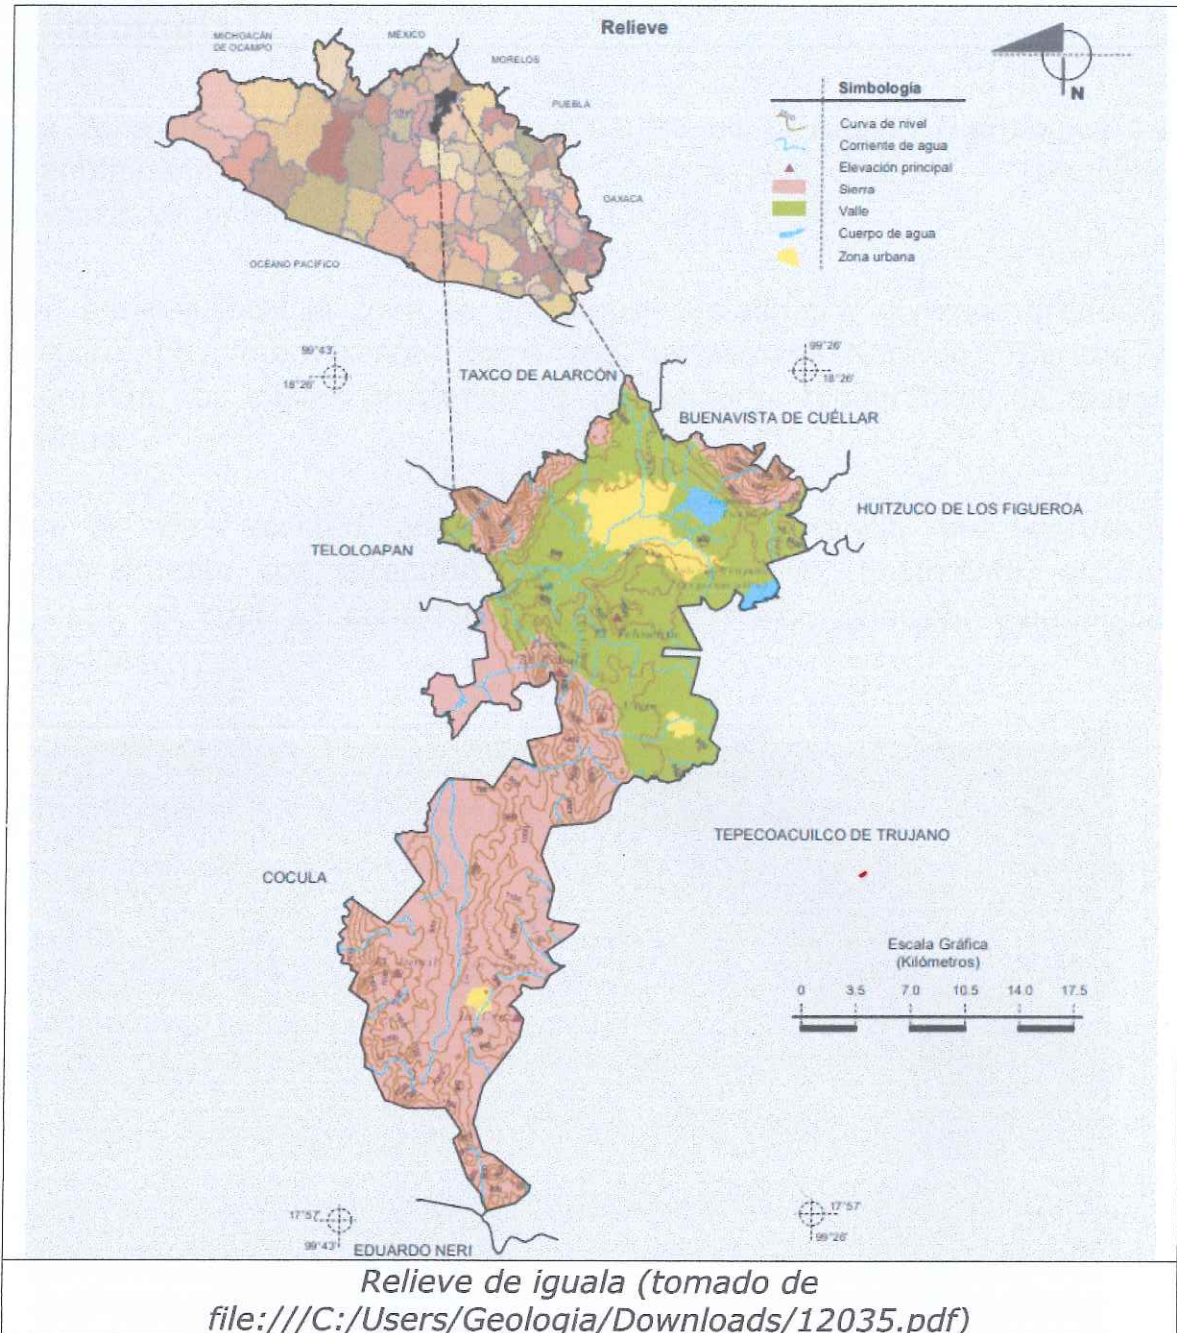 Relieve
MICHOACÁN
DE OCAMPO
MÉXICO
MORELOS
PUEBLA
OAXACA
OCÉANO PACÍFICO
N
Simbología
Curva de nivel
Corriente de agua
Elevación principal
Sierra
Valle
Cuerpo de agua
Zona urbana
99°43'
18°26'
99°26'
18°26'
TAXCO DE ALARCÓN
BUENAVISTA DE CUÉLLAR
HUITZUCO DE LOS FIGUEROA
TELOLOAPAN
TEPECOACUILCO DE TRUJANO
COCULA
Escala Gráfica
(Kilómetros)
0 3.5 7.0 10.5 14.0 17.5
17°57'
99°43'
17°57'
99°26'
EDUARDO NERI
Relieve de iguala (tomado de
file:///C:/Users/Geologia/Downloads/12035.pdf)